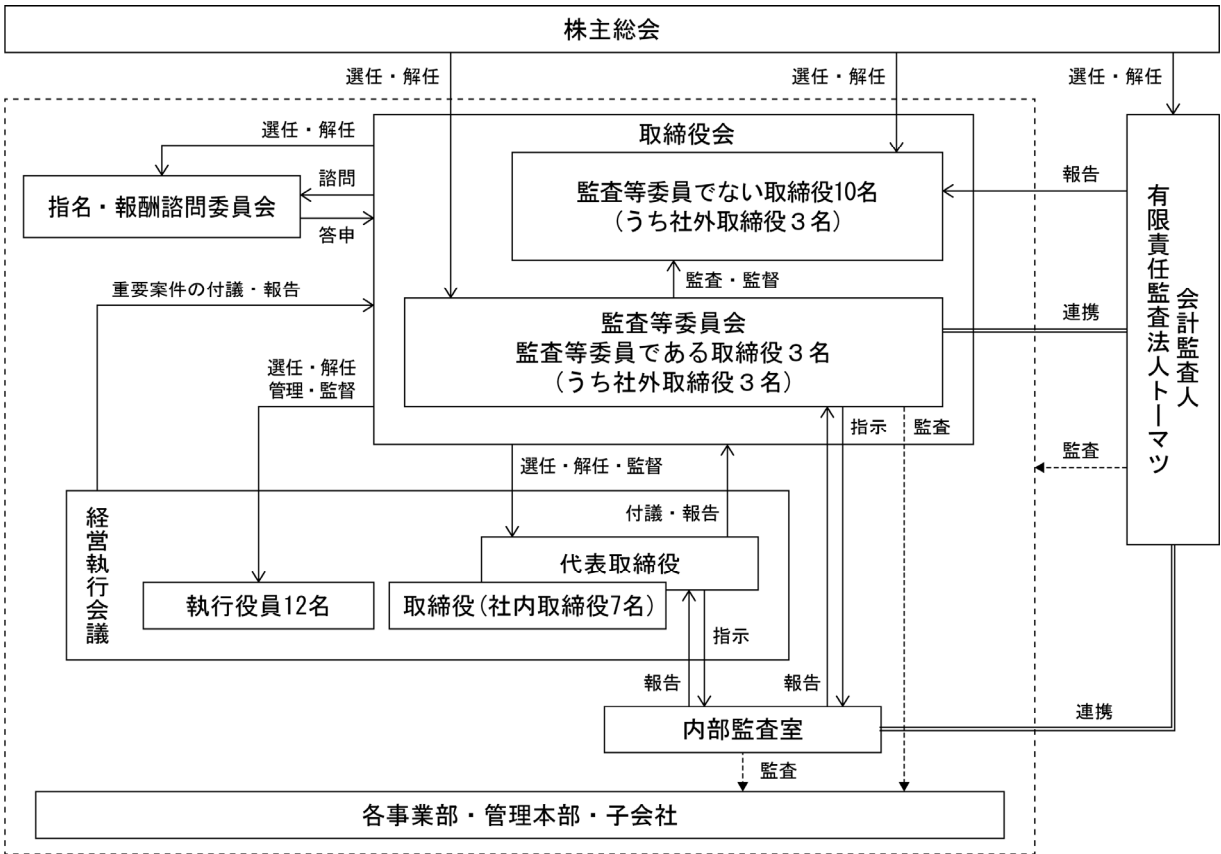 株主総会
選任・解任
選任・解任
選任・解任
選任・解任
取締役会
諮問
指名・報酬諮問委員会
答申
監査等委員でない取締役10名
(うち社外取締役３名)
報告
監査・監督
重要案件の付議・報告
監査等委員会
監査等委員である取締役３名
(うち社外取締役３名)
連携
会計監査人
有限責任監査法人トーマツ
選任・解任
管理・監督
指示
監査
選任・解任・監督
監査
付議・報告
経営執行会議
代表取締役
執行役員12名
取締役(社内取締役7名)
指示
報告
報告
内部監査室
連携
監査
各事業部・管理本部・子会社